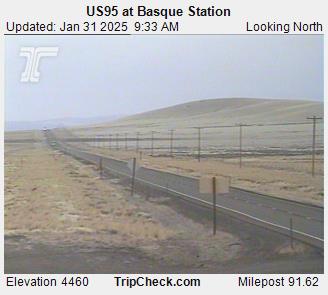 US95 at Basque Station
Updated: Jan 31 2025 9:33 AM Looking North
Elevation 4460 TripCheck.com Milepost 91.62